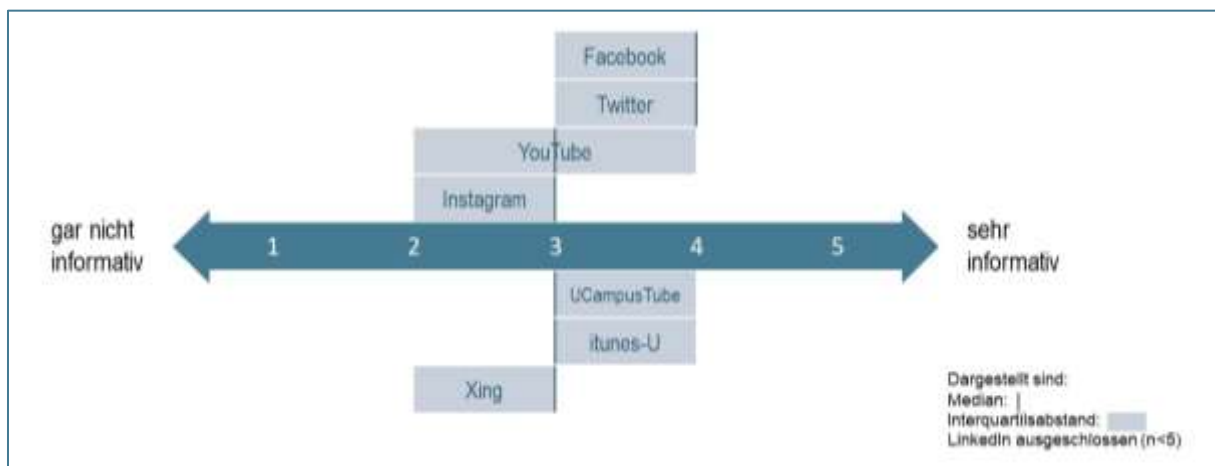 Facebook
Twitter
YouTube
Instagram
gar nicht
informativ
1 2 3 4 5
sehr
informativ
UCampusTube
itunes-U
Xing
Dargestellt sind:
Median: |
Interquartilsabstand:
LinkedIn ausgeschlossen (n<5)